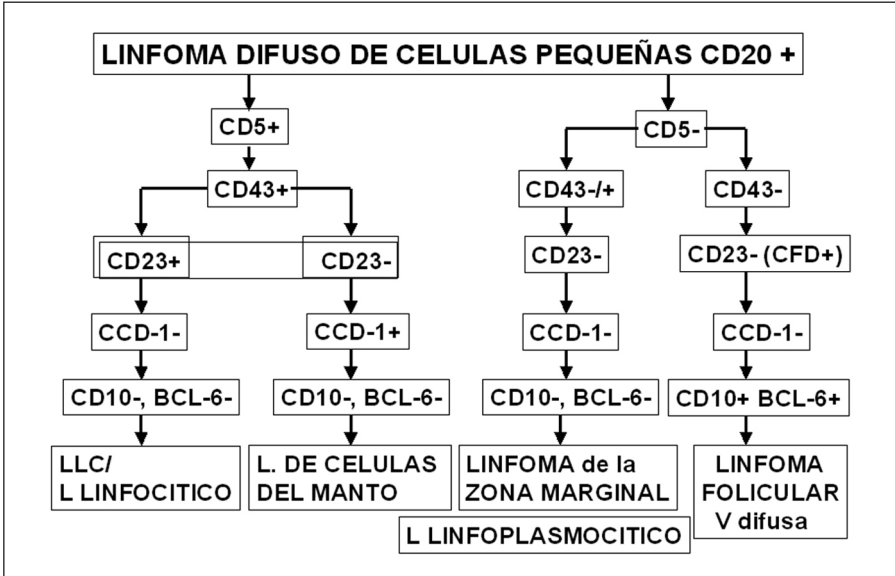 LINFOMA DIFUSO DE CELULAS PEQUEÑAS CD20 +
CD5+
CD5-
CD43+
CD43-/+
CD43-
CD23+
CD23-
CD23-
CD23- (CFD+)
CCD-1-
CCD-1+
CCD-1-
CCD-1-
CD10-, BCL-6-
CD10-, BCL-6-
CD10-, BCL-6-
CD10+ BCL-6+
LLC/
L LINFOCITICO
L. DE CELULAS
DEL MANTO
LINFOMA de la
ZONA MARGINAL
LINFOMA
FOLICULAR
V difusa
L LINFOPLASMOCITICO